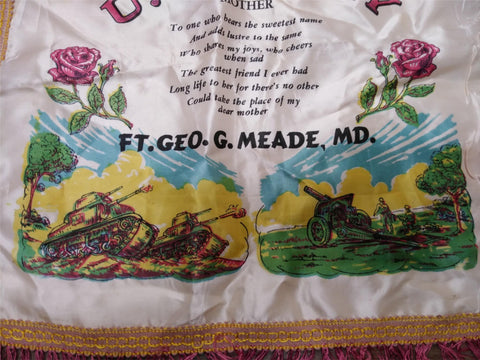 MOTHER
To one who bears the sweetest name
And adds lustre to the same
Who shares my joys, who cheers
when sad
The greatest friend I ever had
Long life to her for there's no other
Could take the place of my
dear mother
FT. GEO. G. MEADE, MD.